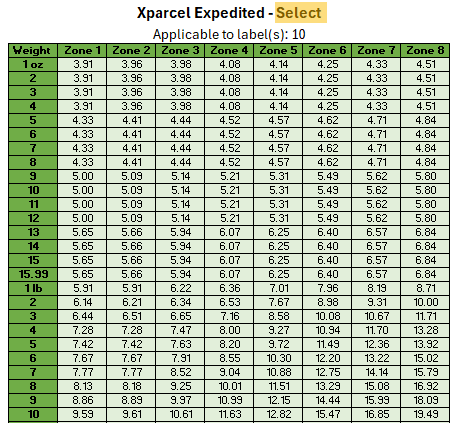 Xparcel Expedited - Select
Applicable to label(s): 10
Weight Zone 1 Zone 2 Zone 3 Zone 4 Zone 5 Zone 6 Zone 7 Zone 8
1 oz 3.91 3.96 3.98 4.08 4.14 4.25 4.33 4.51
2 3.91 3.96 3.98 4.08 4.14 4.25 4.33 4.51
3 3.91 3.96 3.98 4.08 4.14 4.25 4.33 4.51
4 3.91 3.96 3.98 4.08 4.14 4.25 4.33 4.51
5 4.33 4.41 4.44 4.52 4.57 4.62 4.71 4.84
6 4.33 4.41 4.44 4.52 4.57 4.62 4.71 4.84
7 4.33 4.41 4.44 4.52 4.57 4.62 4.71 4.84
8 4.33 4.41 4.44 4.52 4.57 4.62 4.71 4.84
9 5.00 5.09 5.14 5.21 5.31 5.49 5.62 5.80
10 5.00 5.09 5.14 5.21 5.31 5.49 5.62 5.80
11 5.00 5.09 5.14 5.21 5.31 5.49 5.62 5.80
12 5.00 5.09 5.14 5.21 5.31 5.49 5.62 5.80
13 5.65 5.66 5.94 6.07 6.25 6.40 6.57 6.84
14 5.65 5.66 5.94 6.07 6.25 6.40 6.57 6.84
15 5.65 5.66 5.94 6.07 6.25 6.40 6.57 6.84
15.99 5.65 5.66 5.94 6.07 6.25 6.40 6.57 6.84
1 lb 5.91 5.91 6.22 6.36 7.01 7.96 8.19 8.71
2 6.14 6.21 6.34 6.53 7.67 8.98 9.31 10.00
3 6.44 6.51 6.65 7.16 8.58 10.08 10.67 11.71
4 7.28 7.28 7.47 8.00 9.27 10.94 11.70 13.28
5 7.42 7.42 7.63 8.20 9.72 11.49 12.36 13.92
6 7.67 7.67 7.91 8.55 10.30 12.20 13.22 15.02
7 7.77 7.77 8.52 9.04 10.88 12.75 14.14 15.79
8 8.13 8.18 9.25 10.01 11.51 13.29 15.08 16.92
9 8.86 8.89 9.97 10.99 12.15 14.44 15.99 18.09
10 9.59 9.61 10.61 11.63 12.82 15.47 16.85 19.49